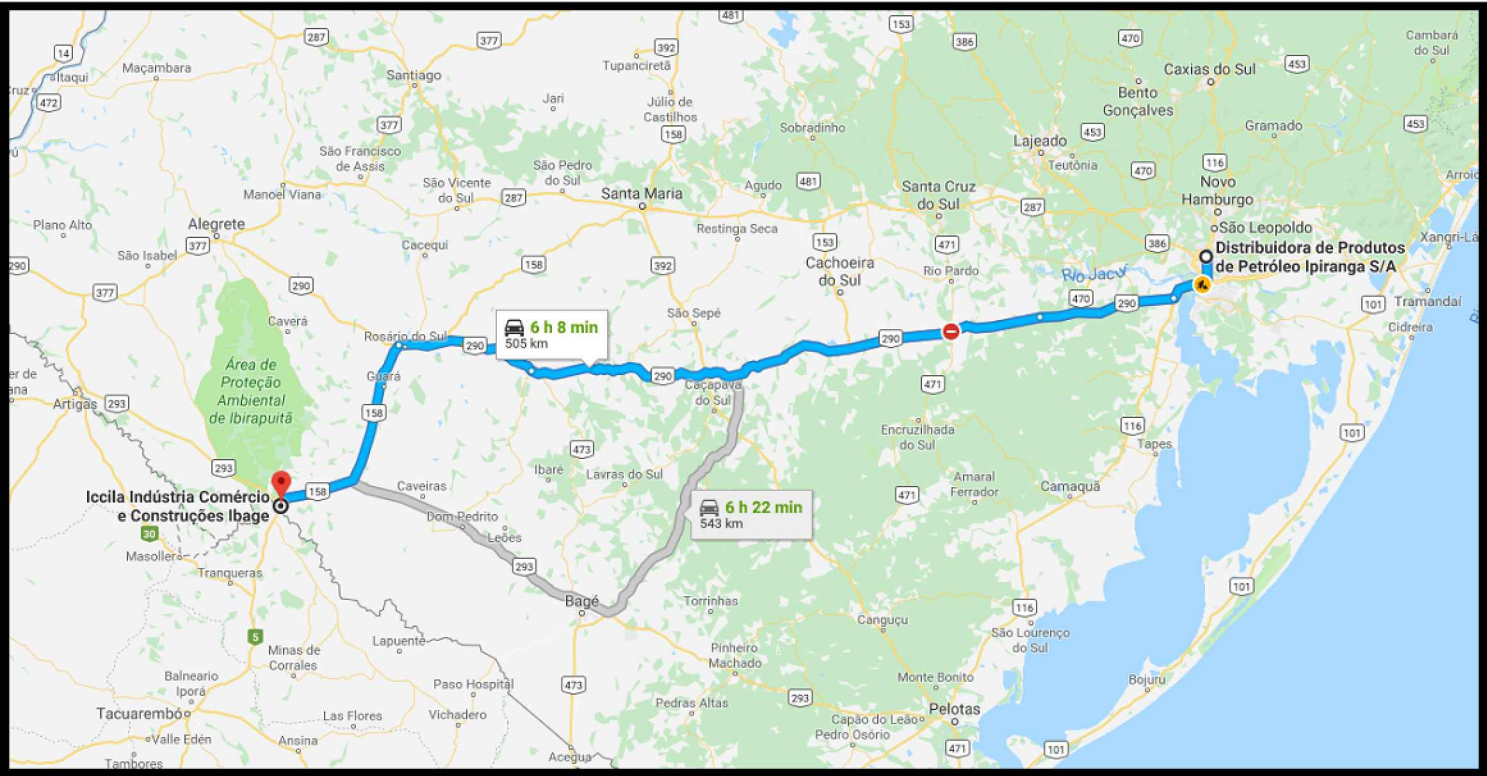 481
153
386
470
Cambará
do Sul
287
377
392
14
Itaqui
Maçambara
Santiago
Tupanciretã
Caxias do Sul
453
Cruz
472
Jari
Júlio de
Castilhos
Bento
Gonçalves
377
158
Sobradinho
453
Gramado
453
Lajeado
Teutônia
São Francisco
de Assis
São Pedro
do Sul
470
116
Manoel Viana
São Vicente
do Sul
287
Santa Maria
Agudo
481
Santa Cruz
do Sul
Novo
Hamburgo
287
Plano Alto
Alegrete
377
Restinga Seca
153
471
386
São Leopoldo
Xangri-Lá
Distribuidora de Produtos
de Petróleo Ipiranga S/A
São Isabel
Cacequi
290
158
392
Cachoeira
do Sul
Rio Pardo
Rio Jacuí
377
290
470
290
101
Tramandaí
Caverá
São Sepé
Cidreira
6 h 8 min
505 km
Rosário do Sul
290
290
Área de
Proteção
Ambiental
de Ibirapuitã
Guará
290
Caçapava
do Sul
471
Artigas
293
158
116
101
Encruzilhada
do Sul
Tapes
473
293
Ibaré
Lavras do Sul
Amaral
Ferrador
Camaquã
Iccila Indústria Comércio
e Construções Ibage
158
Caveiras
471
6 h 22 min
543 km
30
Dom Pedrito
Leões
Masoller
Tranqueras
293
101
Bagé
Torrinhas
116
Canguçu
5
Lapuente
São Lourenço
do Sul
Minas de
Corrales
Pinheiro
Machado
Balneario
Iporá
Paso Hospital
473
293
Monte Bonito
Bojuru
Tacuarembó
Las Flores
Vichadero
Pedras Altas
Capão do Leão
Pelotas
Valle Edén
Ansina
Pedro Osório
Acegua
471
101
Tambores